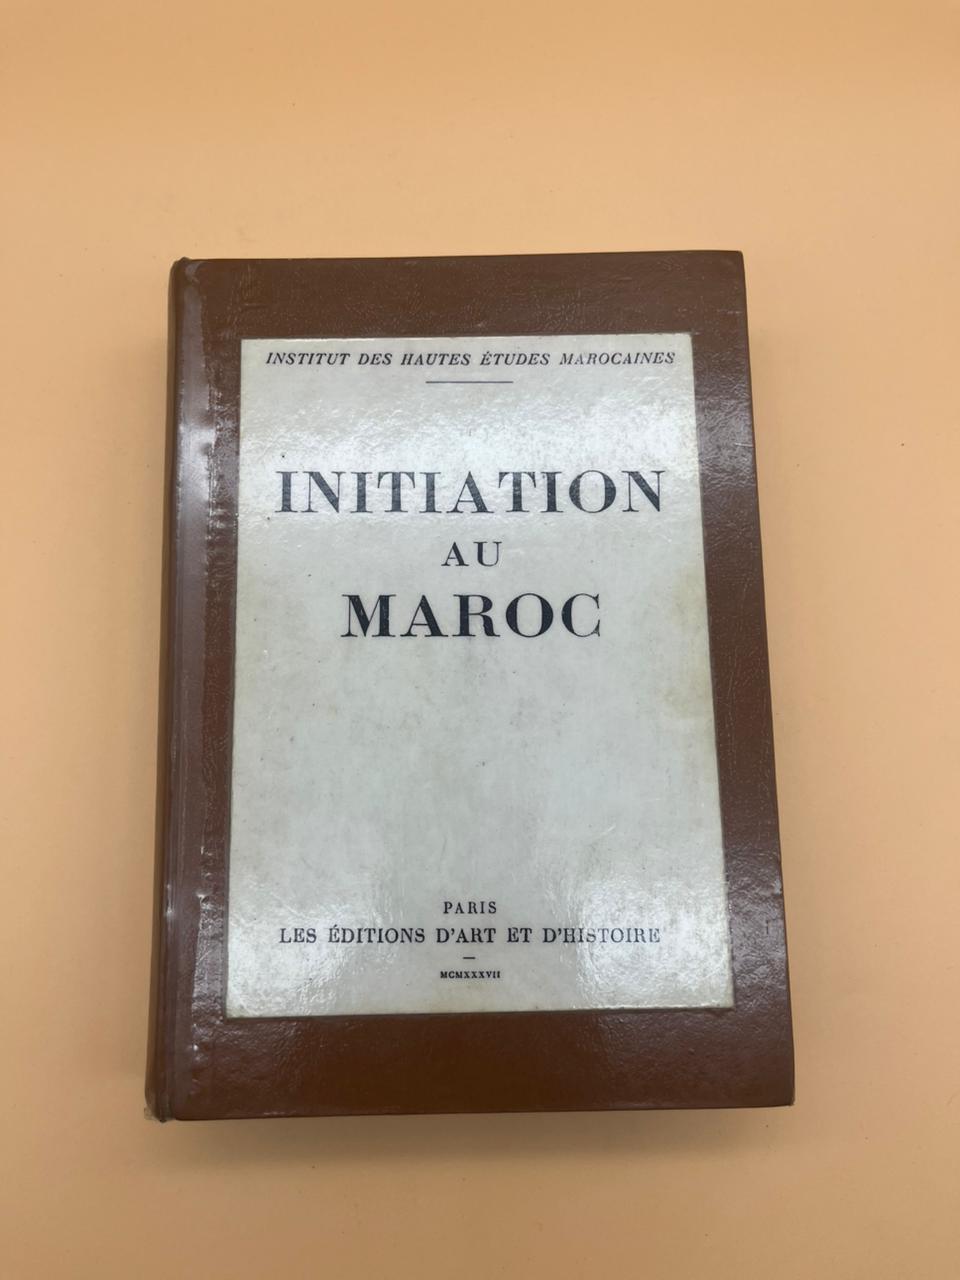 INSTITUT DES HAUTES ÉTUDES MAROCAINES
INITIATION
AU
MAROC
PARIS
LES ÉDITIONS D'ART ET D'HISTOIRE
MCMXXXVII